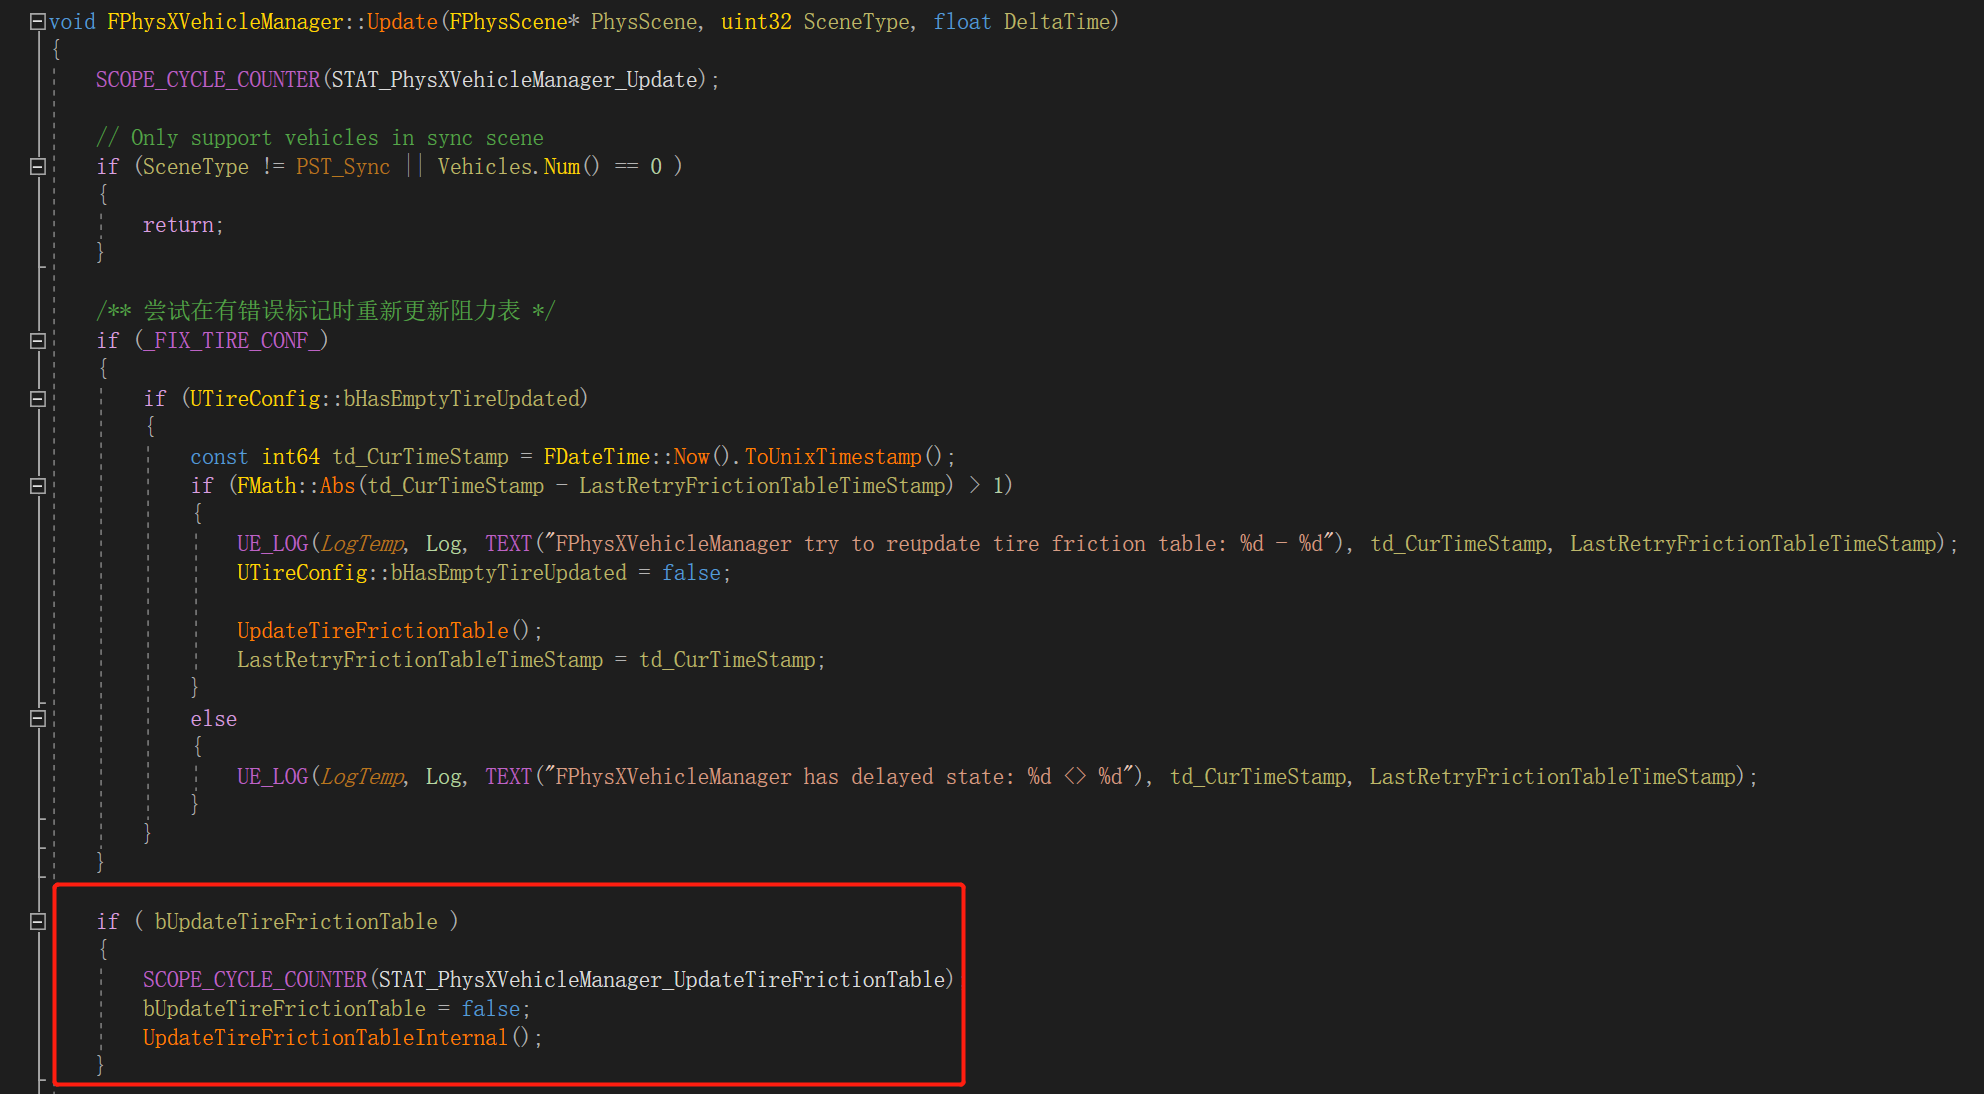 void FPhysXVehicleManager::Update(FPhysScene* PhysScene, uint32 SceneType, float DeltaTime)
{
    SCOPE_CYCLE_COUNTER(STAT_PhysXVehicleManager_Update);

    // Only support vehicles in sync scene
    if (SceneType != PST_Sync || Vehicles.Num() == 0 )
    {
        return;
    }

    /** 尝试在有错误标记时重新更新阻力表 */
    if (_FIX_TIRE_CONF_)
    {
        if (UTireConfig::bHasEmptyTireUpdated)
        {
            const int64 td_CurTimeStamp = FDateTime::Now().ToUnixTimestamp();
            if (FMath::Abs(td_CurTimeStamp - LastRetryFrictionTableTimeStamp) > 1)
            {
                UE_LOG(LogTemp, Log, TEXT("FPhysXVehicleManager try to reupdate tire friction table: %d - %d"), td_CurTimeStamp, LastRetryFrictionTableTimeStamp);
                UTireConfig::bHasEmptyTireUpdated = false;

                UpdateTireFrictionTable();
                LastRetryFrictionTableTimeStamp = td_CurTimeStamp;
            }
            else
            {
                UE_LOG(LogTemp, Log, TEXT("FPhysXVehicleManager has delayed state: %d <> %d"), td_CurTimeStamp, LastRetryFrictionTableTimeStamp);
            }
        }
    }

    if ( bUpdateTireFrictionTable )
    {
        SCOPE_CYCLE_COUNTER(STAT_PhysXVehicleManager_UpdateTireFrictionTable)
        bUpdateTireFrictionTable = false;
        UpdateTireFrictionTableInternal();
    }